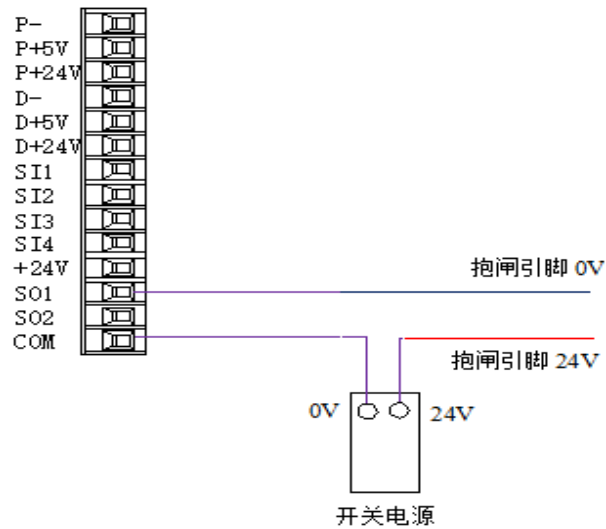 P-
P+5V
P+24V
D-
D+5V
D+24V
SI1
SI2
SI3
SI4
+24V
SO1
SO2
COM
抱闸引脚 0V
抱闸引脚 24V
0V
24V
开关电源